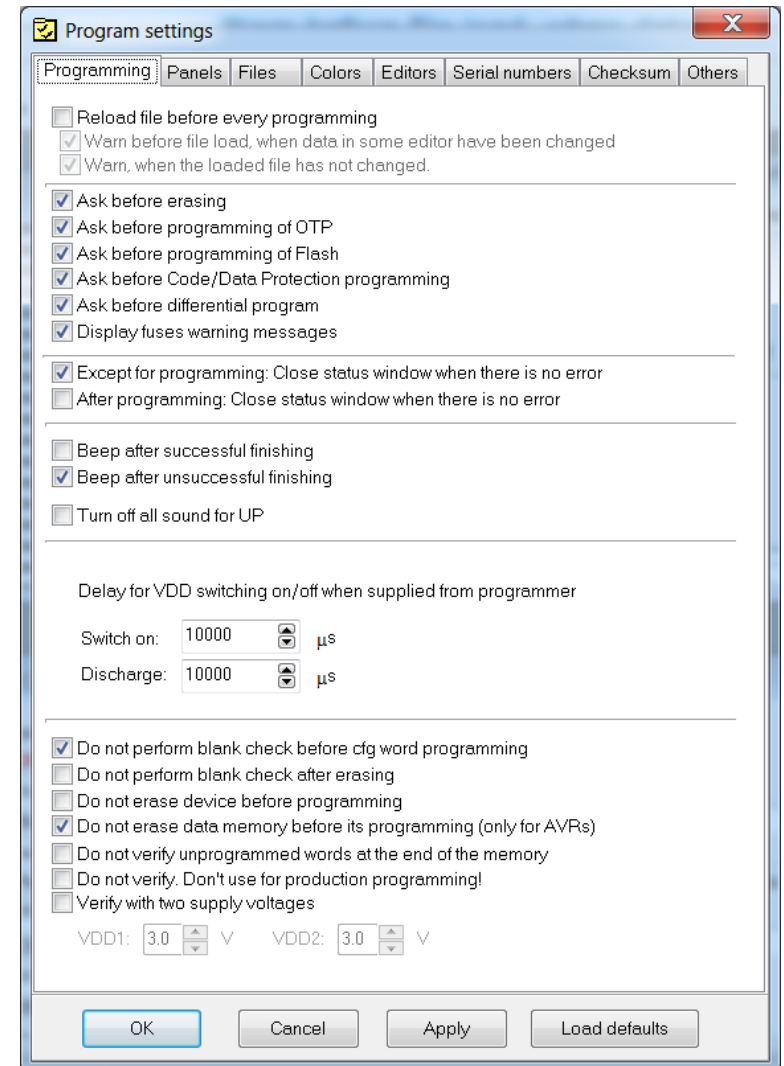 Program settings
Programming Panels Files Colors Editors Serial numbers Checksum Others
Reload file before every programming
Warn before file load, when data in some editor have been changed
Warn, when the loaded file has not changed.
Ask before erasing
Ask before programming of OTP
Ask before programming of Flash
Ask before Code/Data Protection programming
Ask before differential program
Display fuses warning messages
Except for programming: Close status window when there is no error
After programming: Close status window when there is no error
Beep after successful finishing
Beep after unsuccessful finishing
Turn off all sound for UP
Delay for VDD switching on/off when supplied from programmer
Switch on: 10000 µs
Discharge: 10000 µs
Do not perform blank check before cfg word programming
Do not perform blank check after erasing
Do not erase device before programming
Do not erase data memory before its programming (only for AVRs)
Do not verify unprogrammed words at the end of the memory
Do not verify. Don't use for production programming!
Verify with two supply voltages
VDD1: 3.0 V VDD2: 3.0 V
OK Cancel Apply Load defaults